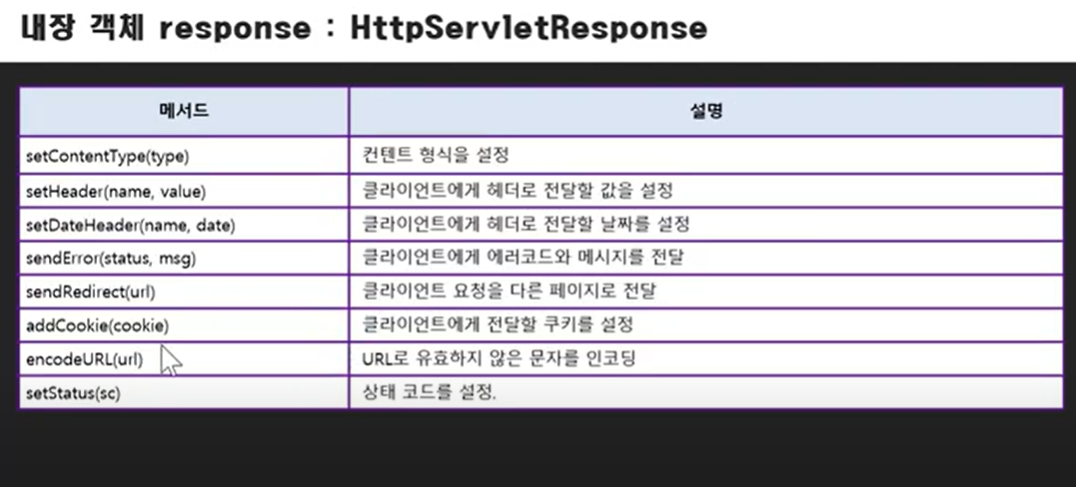 내장 객체 response : HttpServletResponse
메서드 설명
setContentType(type) 컨텐트 형식을 설정
setHeader(name, value) 클라이언트에게 헤더로 전달할 값을 설정
setDateHeader(name, date) 클라이언트에게 헤더로 전달할 날짜를 설정
sendError(status, msg) 클라이언트에게 에러코드와 메시지를 전달
sendRedirect(url) 클라이언트 요청을 다른 페이지로 전달
addCookie(cookie) 클라이언트에게 전달할 쿠키를 설정
encodeURL(url) URL로 유효하지 않은 문자를 인코딩
setStatus(sc) 상태 코드를 설정.